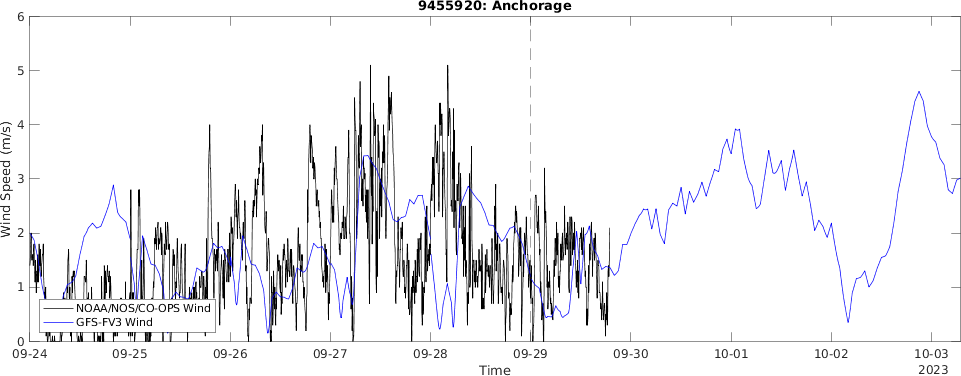 9455920: Anchorage
6
5
4
3
2
1
0
Wind Speed (m/s)
NOAA/NOS/CO-OPS Wind
GFS-FV3 Wind
09-24 09-25 09-26 09-27 09-28 09-29 09-30 10-01 10-02 10-03
Time 2023